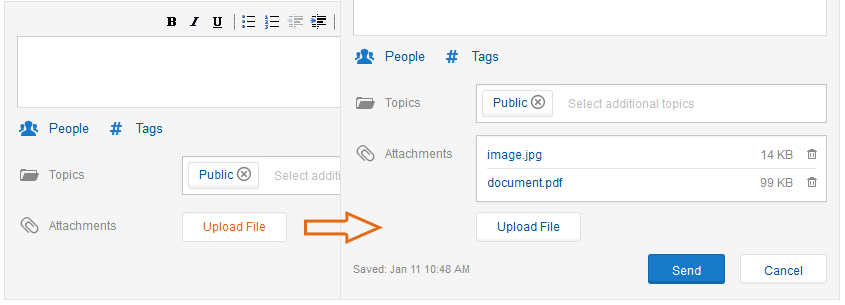 B I U
People # Tags
Topics Public Select additi
Attachments Upload File
People # Tags
Topics Public Select additional topics
Attachments image.jpg 14 KB
document.pdf 99 KB
Upload File
Saved: Jan 11 10:48 AM Send Cancel